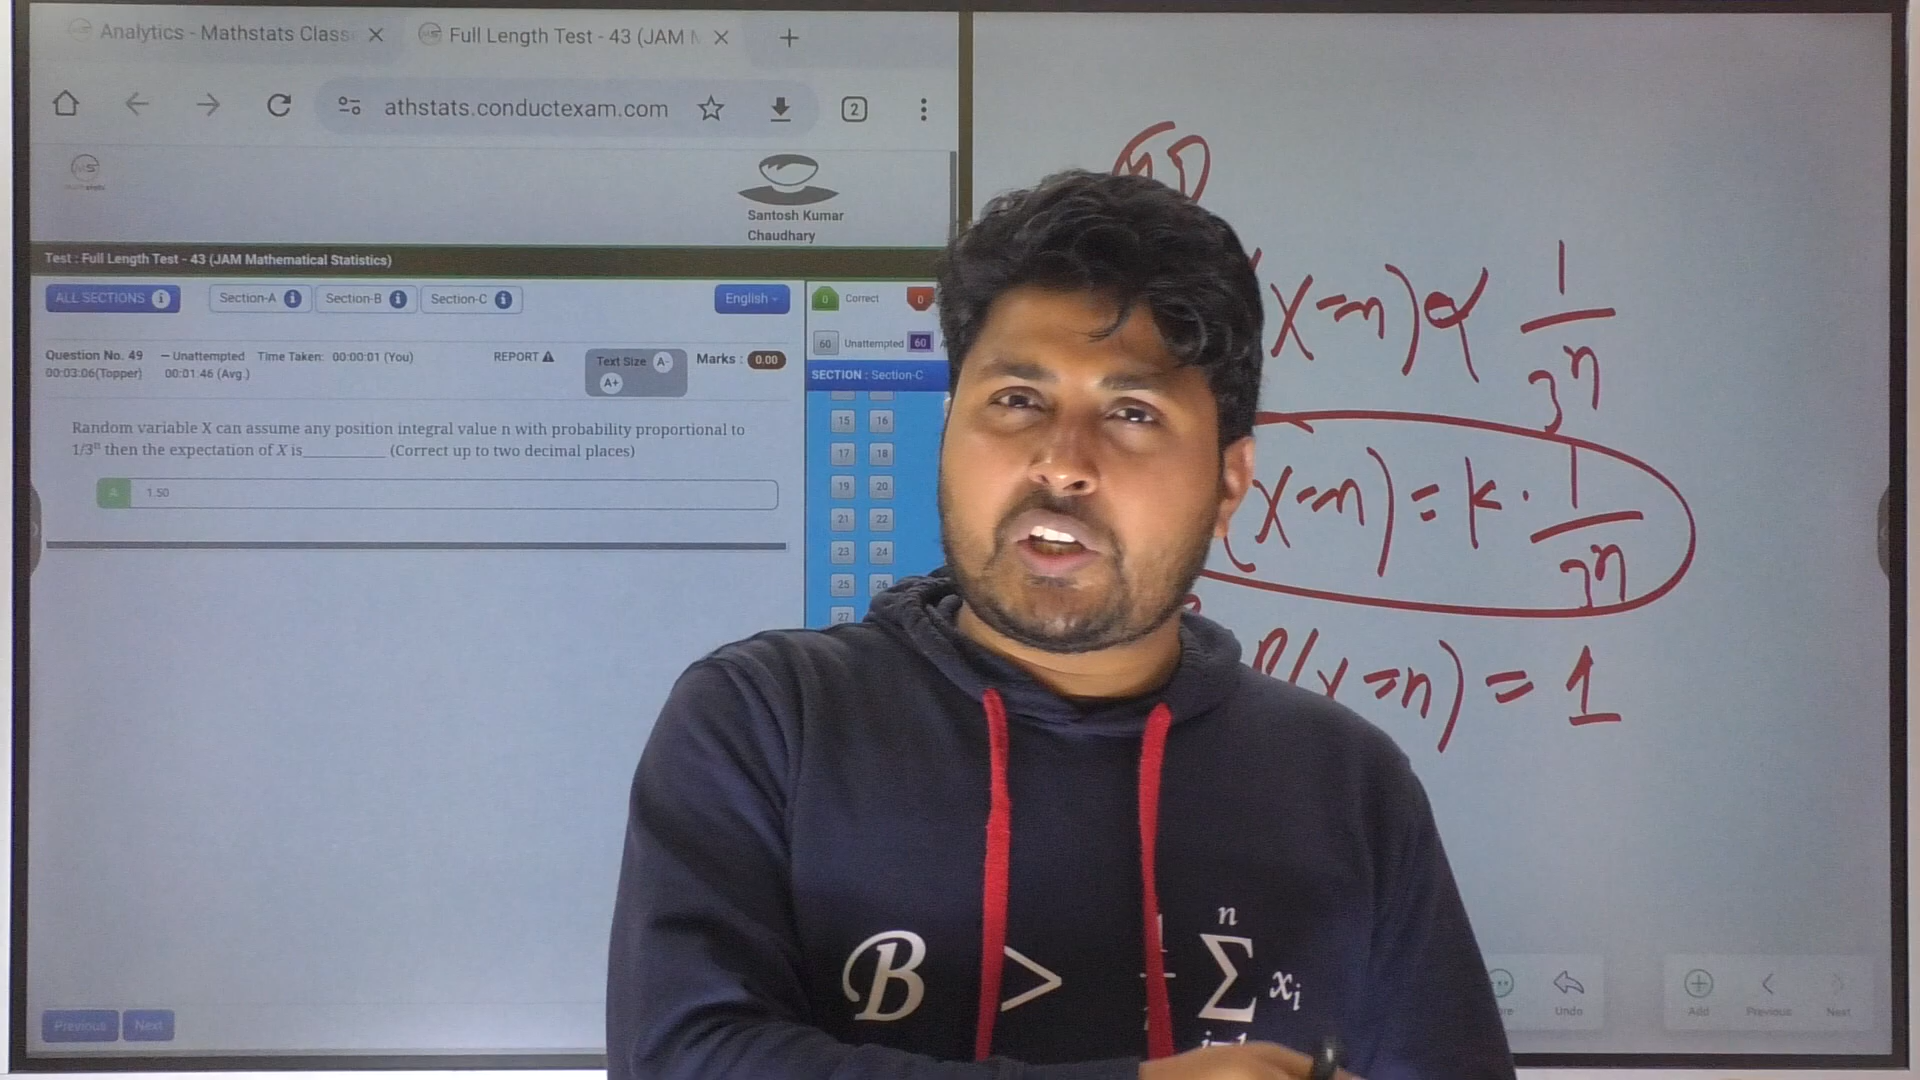 Analytics - Mathstats Class
Full Length Test - 43 (JAM M
athstats.conductexam.com
2
MS
Santosh Kumar
Chaudhary
Test : Full Length Test - 43 (JAM Mathematical Statistics)
ALL SECTIONS
Section-A
Section-B
Section-C
English
0 Correct 0
60 Unattempted 60
Question No. 49 – Unattempted Time Taken: 00:00:01 (You)
00:03:06(Topper) 00:01:46 (Avg.)
REPORT
Text Size A-
A+
Marks : 0.00
SECTION : Section-C
Random variable X can assume any position integral value n with probability proportional to
1/3ⁿ then the expectation of X is__________ (Correct up to two decimal places)
A 1.50
15 16
17 18
19 20
21 22
23 24
25 26
27
Previous
Next
(X=n) ∝ 1/3ⁿ
(X=n) = k · 1/3ⁿ
P(X=n) = 1
B > 1 ∑ xi
n
Undo
Add
Previous
Next